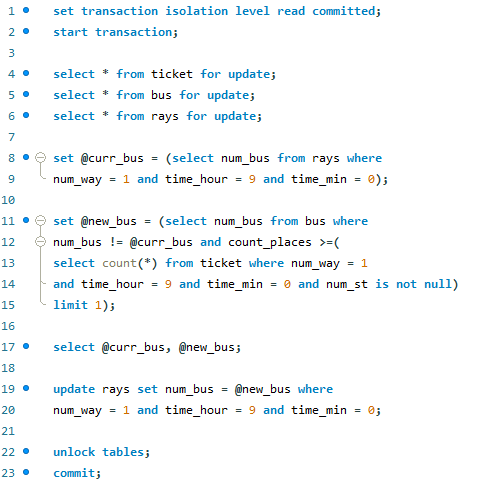 1 set transaction isolation level read committed;
2 start transaction;
3
4 select * from ticket for update;
5 select * from bus for update;
6 select * from rays for update;
7
8 set @curr_bus = (select num_bus from rays where
9 num_way = 1 and time_hour = 9 and time_min = 0);
10
11 set @new_bus = (select num_bus from bus where
12 num_bus != @curr_bus and count_places >=(
13 select count(*) from ticket where num_way = 1
14 and time_hour = 9 and time_min = 0 and num_st is not null)
15 limit 1);
16
17 select @curr_bus, @new_bus;
18
19 update rays set num_bus = @new_bus where
20 num_way = 1 and time_hour = 9 and time_min = 0;
21
22 unlock tables;
23 commit;